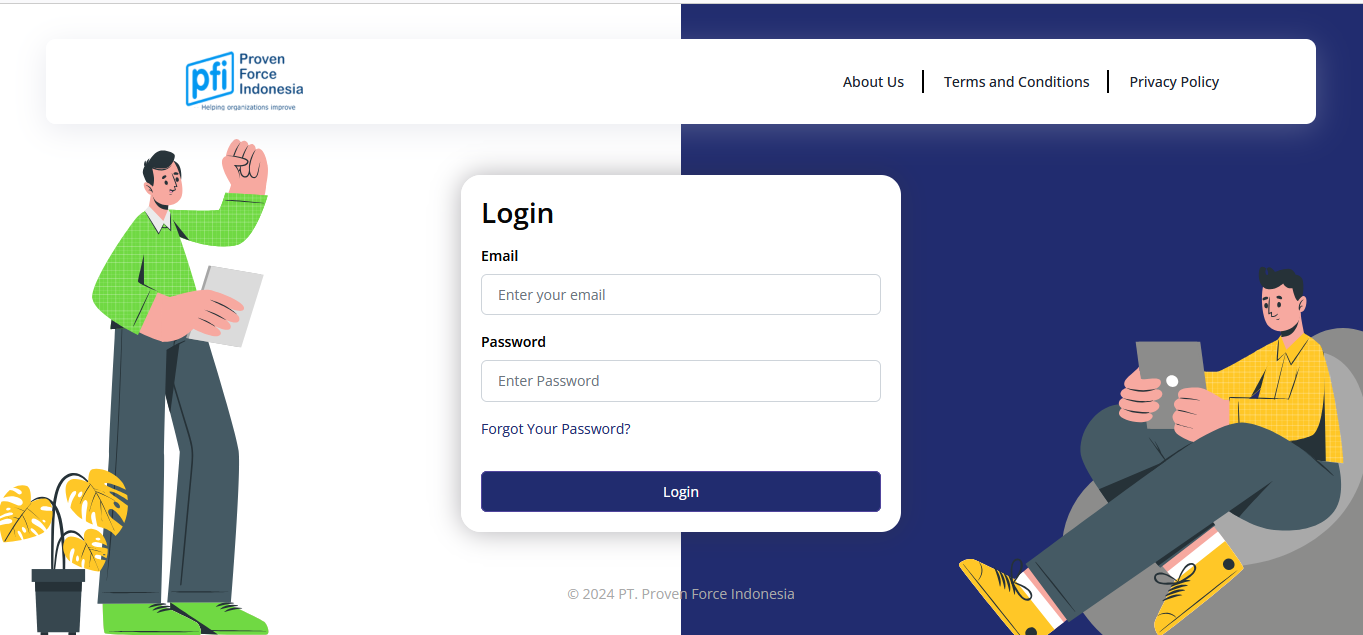 pfi
Proven
Force
Indonesia
Helping organizations improve
About Us
Terms and Conditions
Privacy Policy
Login
Email
Enter your email
Password
Enter Password
Forgot Your Password?
Login
© 2024 PT. Proven Force Indonesia